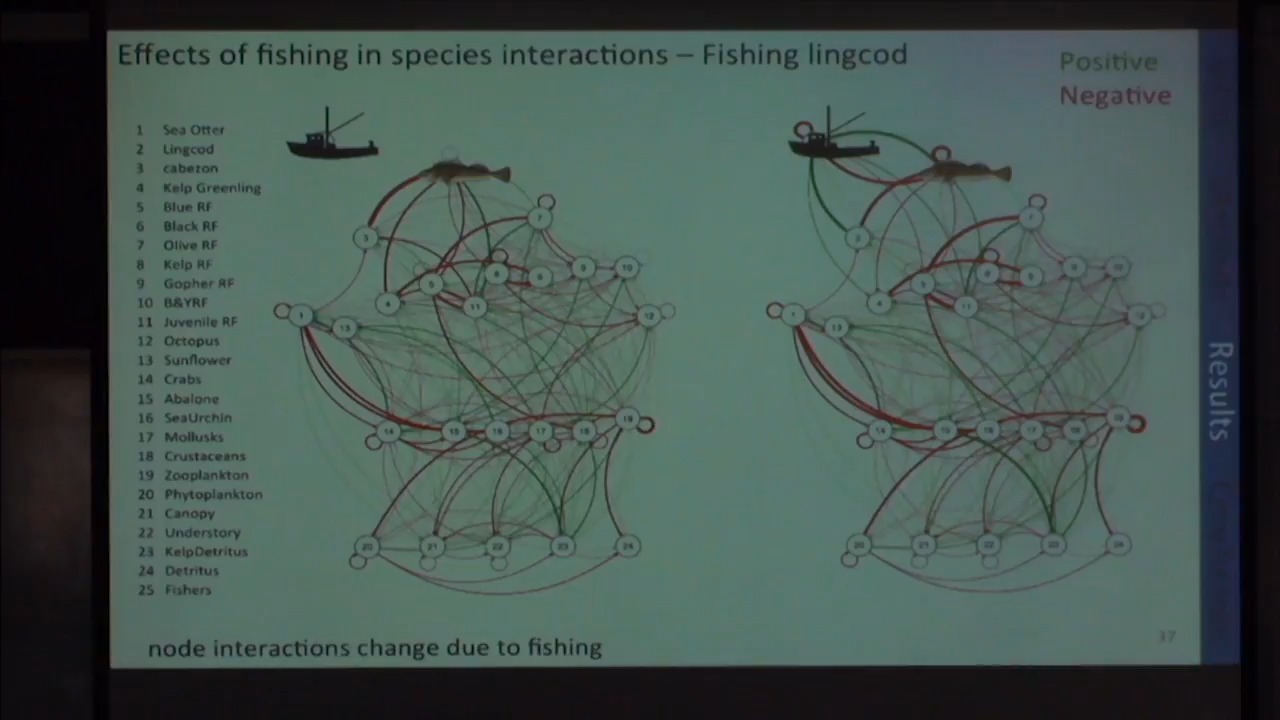 Effects of fishing in species interactions – Fishing lingcod
Positive
Negative
1 Sea Otter
2 Lingcod
3 cabezon
4 Kelp Greenling
5 Blue RF
6 Black RF
7 Olive RF
8 Kelp RF
9 Gopher RF
10 B&YRF
11 Juvenile RF
12 Octopus
13 Sunflower
14 Crabs
15 Abalone
16 SeaUrchin
17 Mollusks
18 Crustaceans
19 Zooplankton
20 Phytoplankton
21 Canopy
22 Understory
23 KelpDetritus
24 Detritus
25 Fishers
node interactions change due to fishing
37
Results